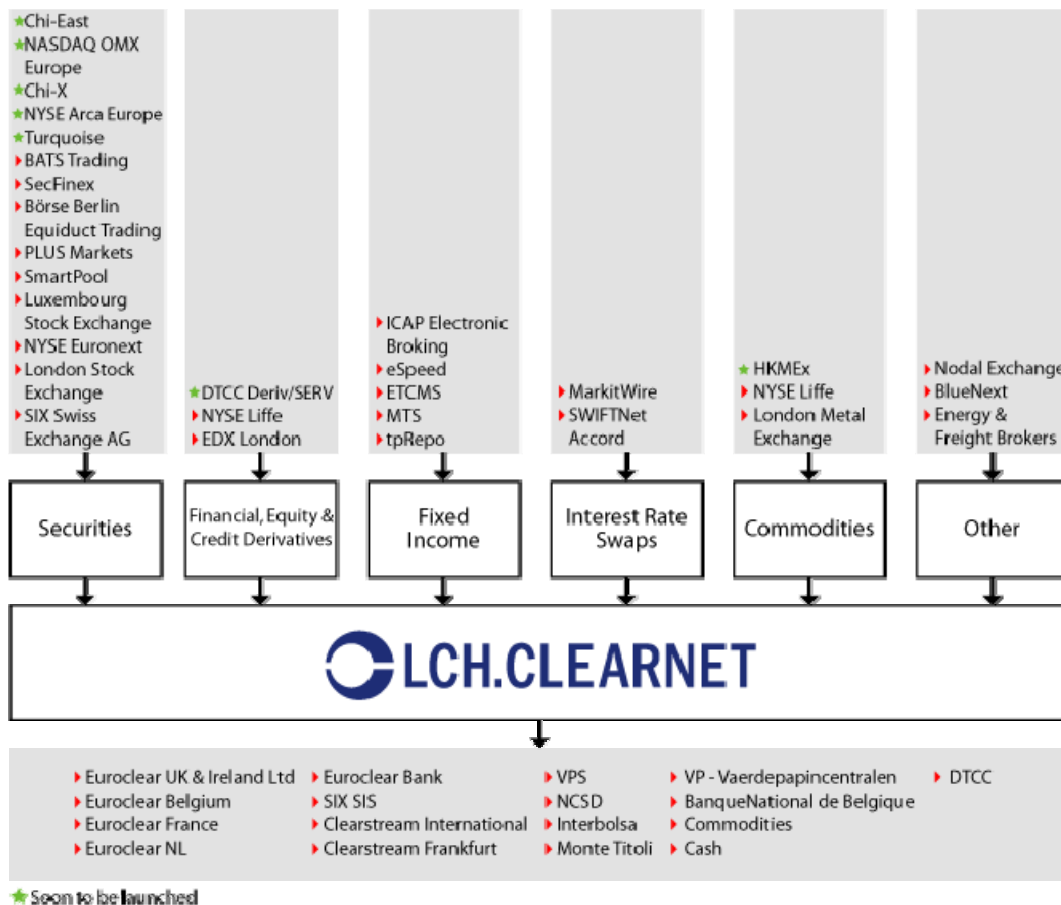 Chi-East
NASDAQ OMX
Europe
Chi-X
NYSE Arca Europe
Turquoise
BATS Trading
SecFinex
Börse Berlin
Equiduct Trading
PLUS Markets
SmartPool
Luxembourg
Stock Exchange
NYSE Euronext
London Stock
Exchange
SIX Swiss
Exchange AG
DTCC Deriv/SERV
NYSE Liffe
EDX London
ICAP Electronic
Broking
eSpeed
ETCMS
MTS
tpRepo
MarkitWire
SWIFTNet
Accord
HKMEx
NYSE Liffe
London Metal
Exchange
Nodal Exchange
BlueNext
Energy &
Freight Brokers
Securities
Financial, Equity &
Credit Derivatives
Fixed
Income
Interest Rate
Swaps
Commodities
Other
LCH.CLEARNET
Euroclear UK & Ireland Ltd
Euroclear Belgium
Euroclear France
Euroclear NL
Euroclear Bank
SIX SIS
Clearstream International
Clearstream Frankfurt
VPS
NCSD
Interbolsa
Monte Titoli
VP - Vaerdepapincentralen
BanqueNational de Belgique
Commodities
Cash
DTCC
Soon to be launched